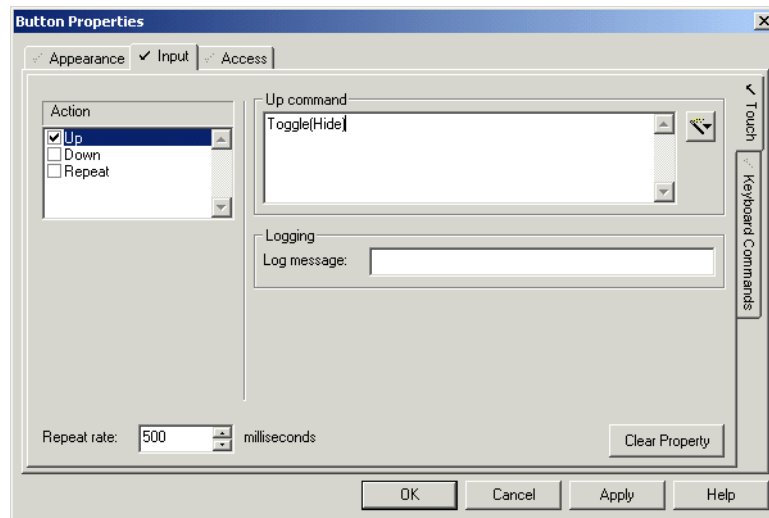 Button Properties
Appearance Input Access
Action
Up
Down
Repeat
Up command
Toggle(Hide)
Logging
Log message:
Touch
Keyboard Commands
Repeat rate: 500 milliseconds
Clear Property
OK Cancel Apply Help